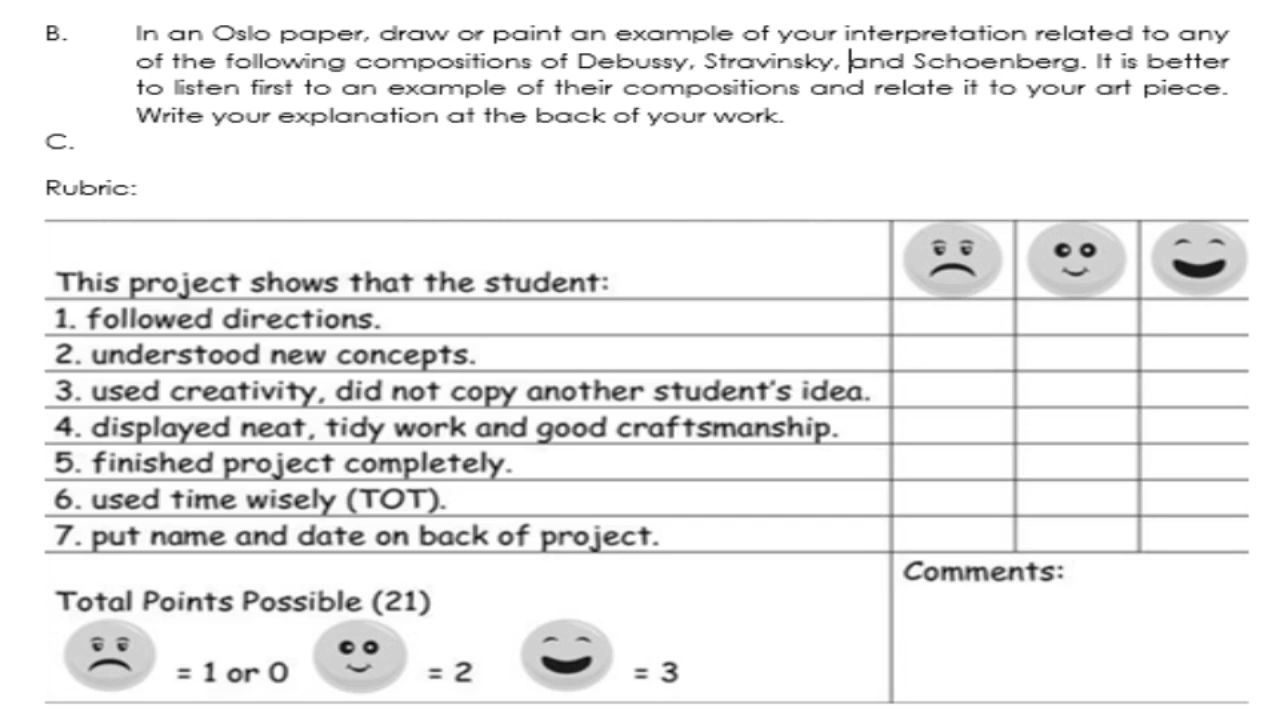 B. In an Oslo paper, draw or paint an example of your interpretation related to any
of the following compositions of Debussy, Stravinsky, and Schoenberg. It is better
to listen first to an example of their compositions and relate it to your art piece.
Write your explanation at the back of your work.
C.
Rubric:
This project shows that the student:
1. followed directions.
2. understood new concepts.
3. used creativity, did not copy another student's idea.
4. displayed neat, tidy work and good craftsmanship.
5. finished project completely.
6. used time wisely (TOT).
7. put name and date on back of project.
Comments:
Total Points Possible (21)
= 1 or 0 = 2 = 3